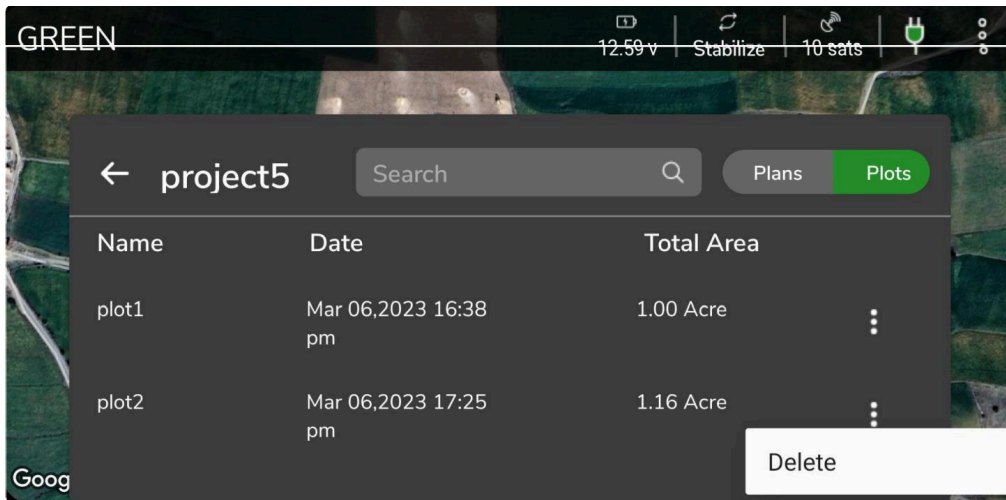 GREEN
12.59 v
Stabilize
10 sats
project5
Search
Plans
Plots
Name
Date
Total Area
plot1
Mar 06,2023 16:38
pm
1.00 Acre
plot2
Mar 06,2023 17:25
pm
1.16 Acre
Delete
Goog